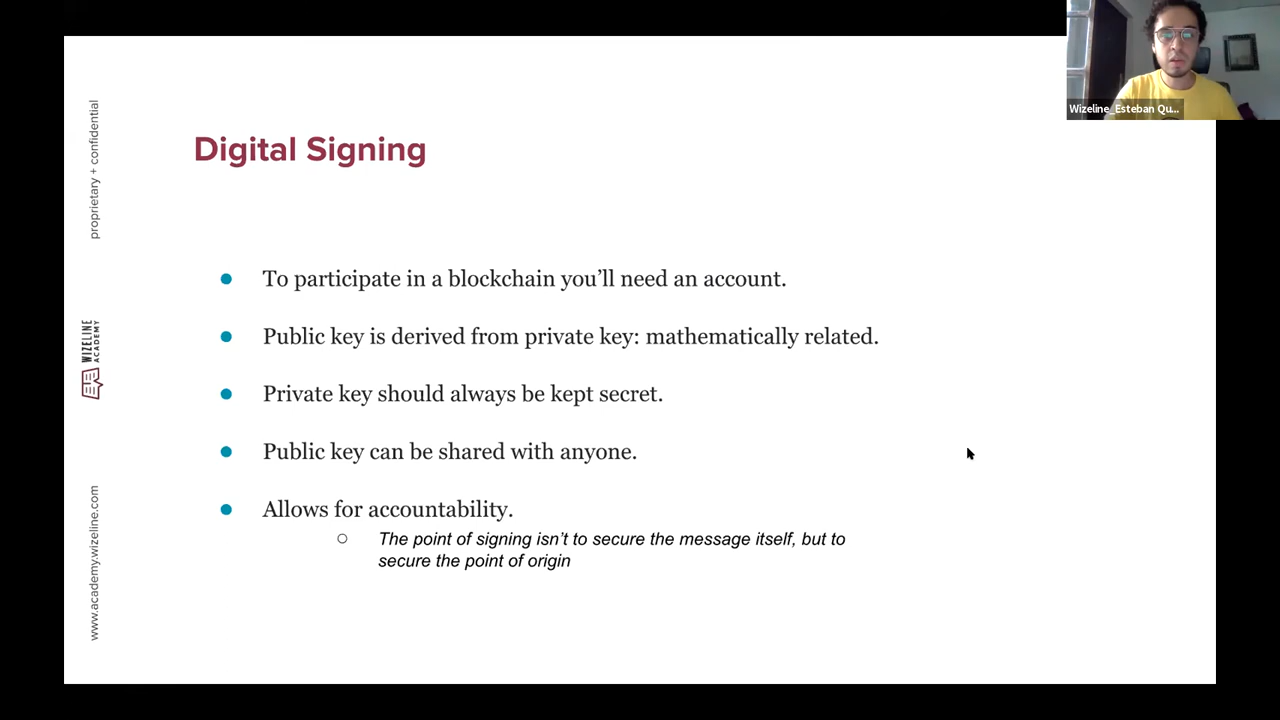 Wizeline_Esteban Qu...
proprietary + confidential
Digital Signing
To participate in a blockchain you’ll need an account.
Public key is derived from private key: mathematically related.
WIZELINE
ACADEMY
Private key should always be kept secret.
Public key can be shared with anyone.
Allows for accountability.
The point of signing isn’t to secure the message itself, but to
secure the point of origin
www.academy.wizeline.com